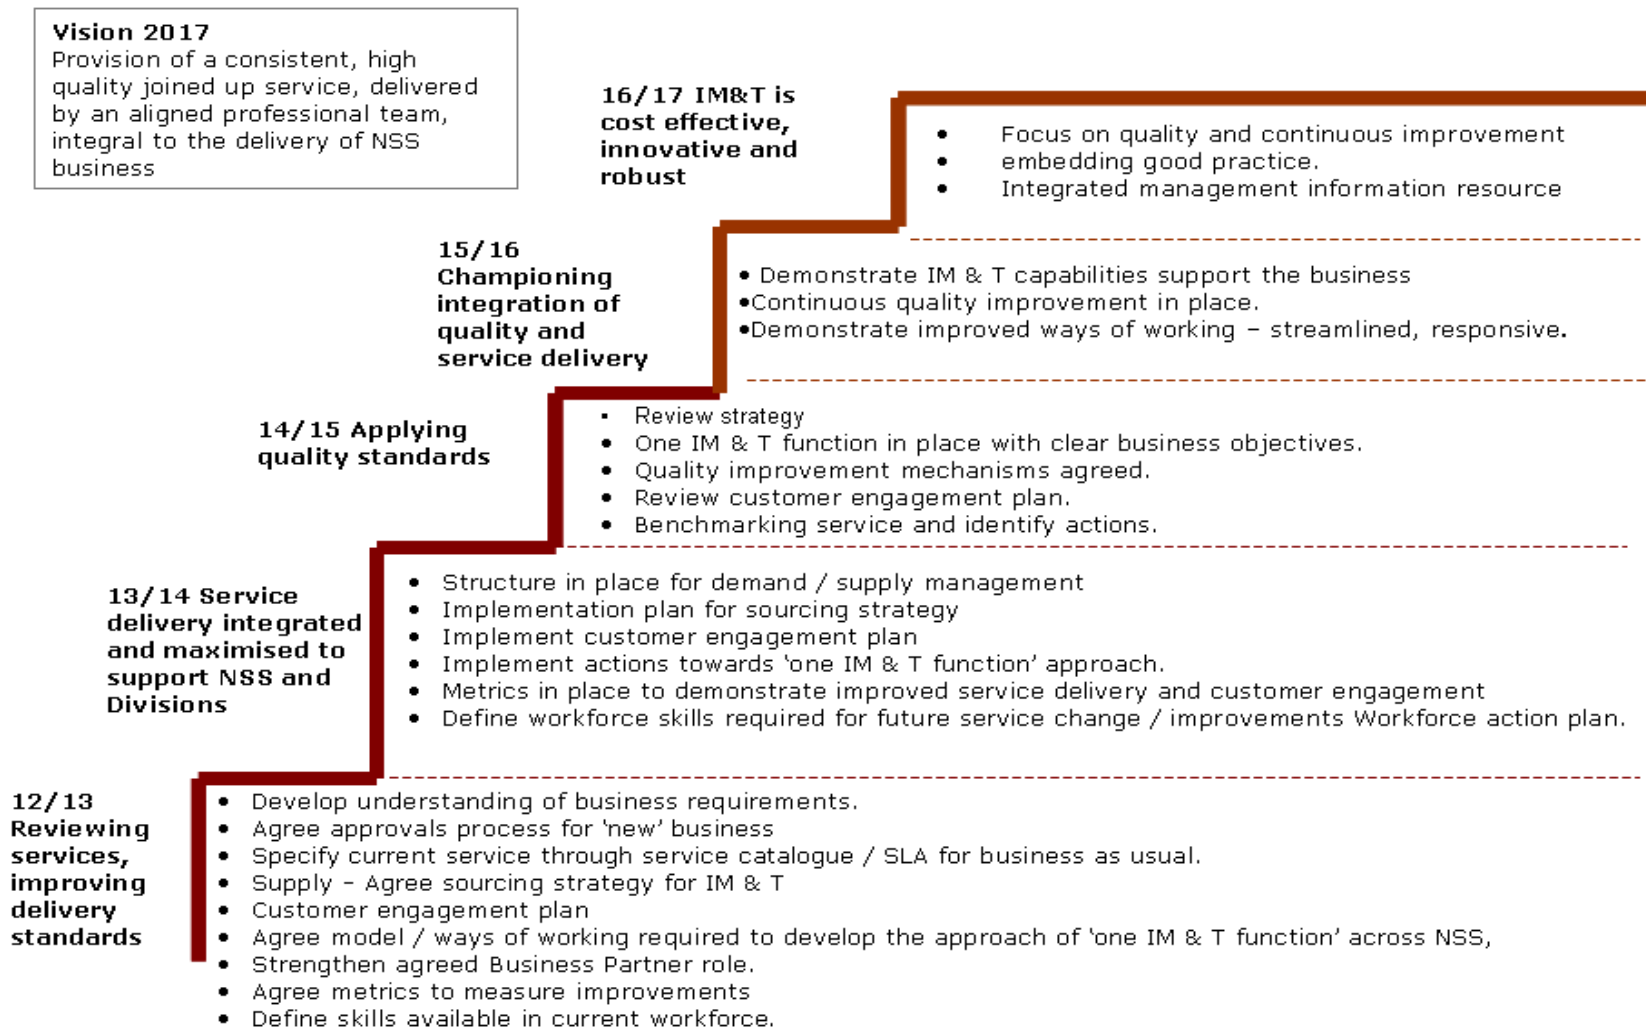 Vision 2017
Provision of a consistent, high
quality joined up service, delivered
by an aligned professional team,
integral to the delivery of NSS
business
16/17 IM&T is
cost effective,
innovative and
robust
• Focus on quality and continuous improvement
• embedding good practice.
• Integrated management information resource
15/16
Championing
integration of
quality and
service delivery
• Demonstrate IM & T capabilities support the business
•Continuous quality improvement in place.
•Demonstrate improved ways of working – streamlined, responsive.
14/15 Applying
quality standards
▪ Review strategy
• One IM & T function in place with clear business objectives.
• Quality improvement mechanisms agreed.
• Review customer engagement plan.
• Benchmarking service and identify actions.
13/14 Service
delivery integrated
and maximised to
support NSS and
Divisions
• Structure in place for demand / supply management
• Implementation plan for sourcing strategy
• Implement customer engagement plan
• Implement actions towards ‘one IM & T function’ approach.
• Metrics in place to demonstrate improved service delivery and customer engagement
• Define workforce skills required for future service change / improvements Workforce action plan.
12/13
Reviewing
services,
improving
delivery
standards
• Develop understanding of business requirements.
• Agree approvals process for ‘new’ business
• Specify current service through service catalogue / SLA for business as usual.
• Supply – Agree sourcing strategy for IM & T
• Customer engagement plan
• Agree model / ways of working required to develop the approach of ‘one IM & T function’ across NSS,
• Strengthen agreed Business Partner role.
• Agree metrics to measure improvements
• Define skills available in current workforce.